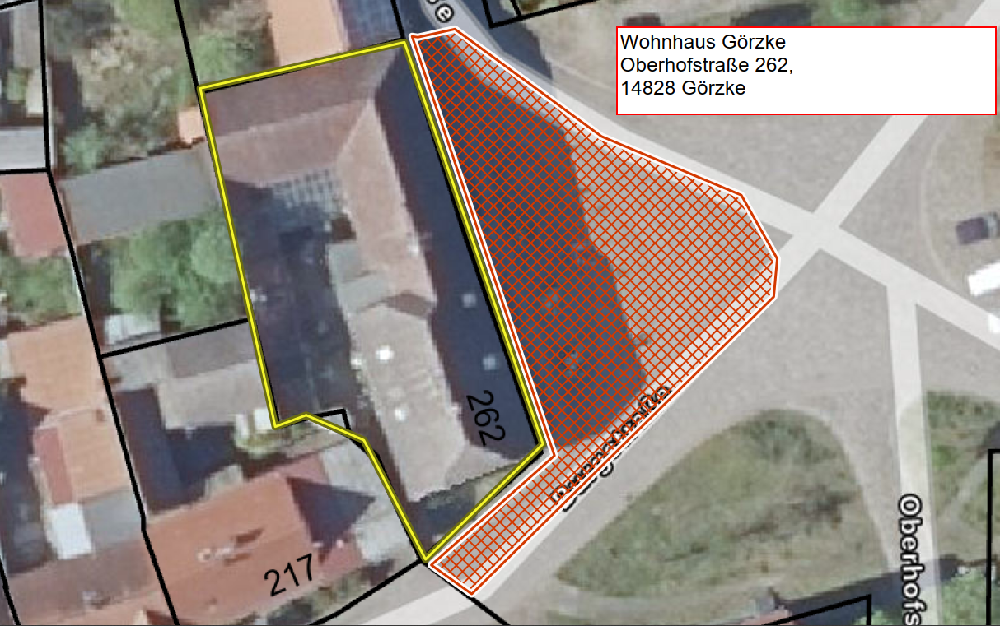 Wohnhaus Görzke
Oberhofstraße 262,
14828 Görzke
262
217
Oberhofs